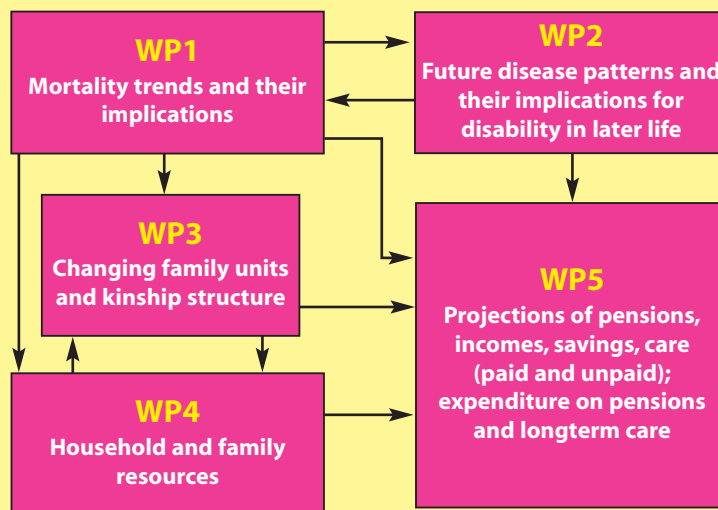 WP1
Mortality trends and their
implications
WP2
Future disease patterns and
their implications for
disability in later life
WP3
Changing family units
and kinship structure
WP5
Projections of pensions,
incomes, savings, care
(paid and unpaid);
expenditure on pensions
and longterm care
WP4
Household and family
resources